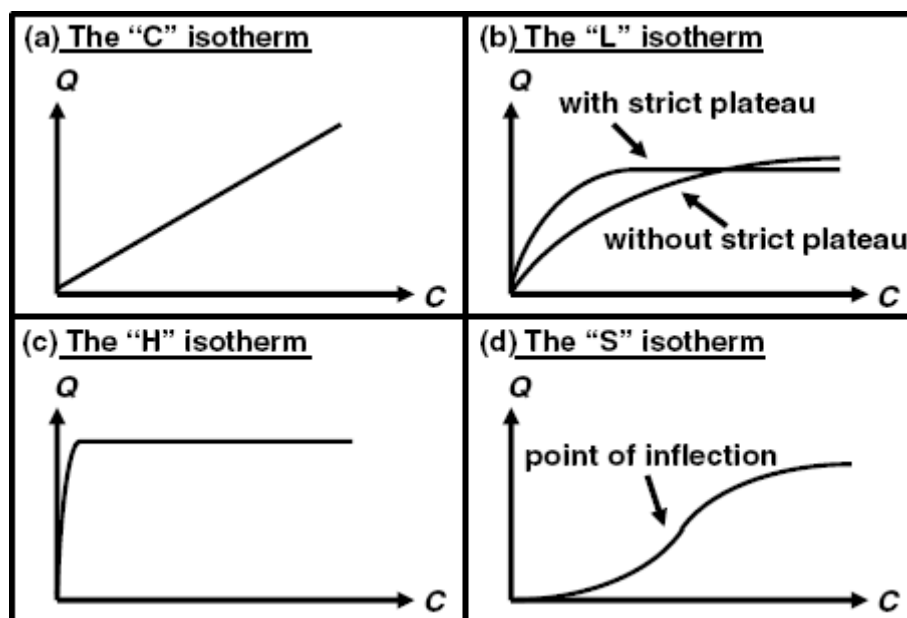 (a) The “C” isotherm
Q
C
(b) The “L” isotherm
Q
with strict plateau
without strict plateau
C
(c) The “H” isotherm
Q
C
(d) The “S” isotherm
Q
point of inflection
C